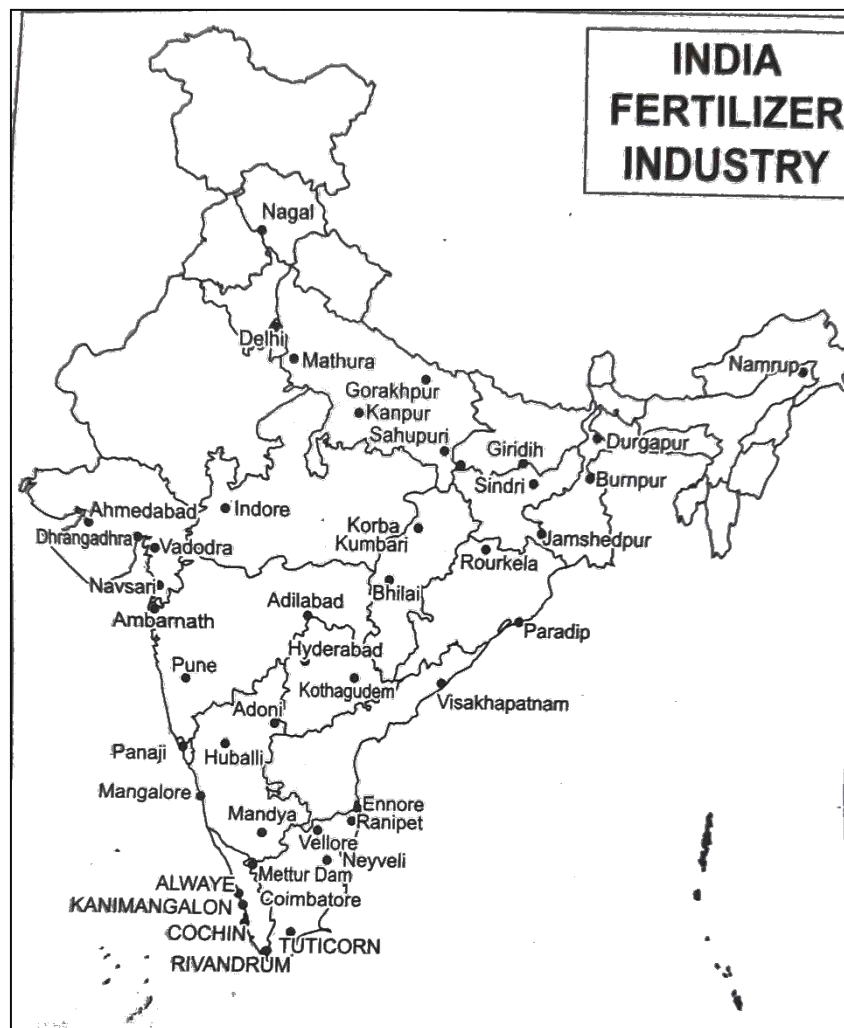 INDIA
FERTILIZER
INDUSTRY
Nagal
Delhi
Mathura
Namrup
Gorakhpur
Kanpur
Sahupuri
Giridih
Durgapur
Sindri
Burnpur
Ahmedabad
Indore
Korba
Kumbari
Dhrangadhra
Vadodra
Jamshedpur
Rourkela
Navsari
Bhilai
Ambarnath
Adilabad
Paradip
Hyderabad
Pune
Kothagudem
Visakhapatnam
Adoni
Panaji
Huballi
Mangalore
Ennore
Mandya
Ranipet
Vellore
Neyveli
Mettur Dam
ALWAYE
Coimbatore
KANIMANGALON
COCHIN
TUTICORN
RIVANDRUM